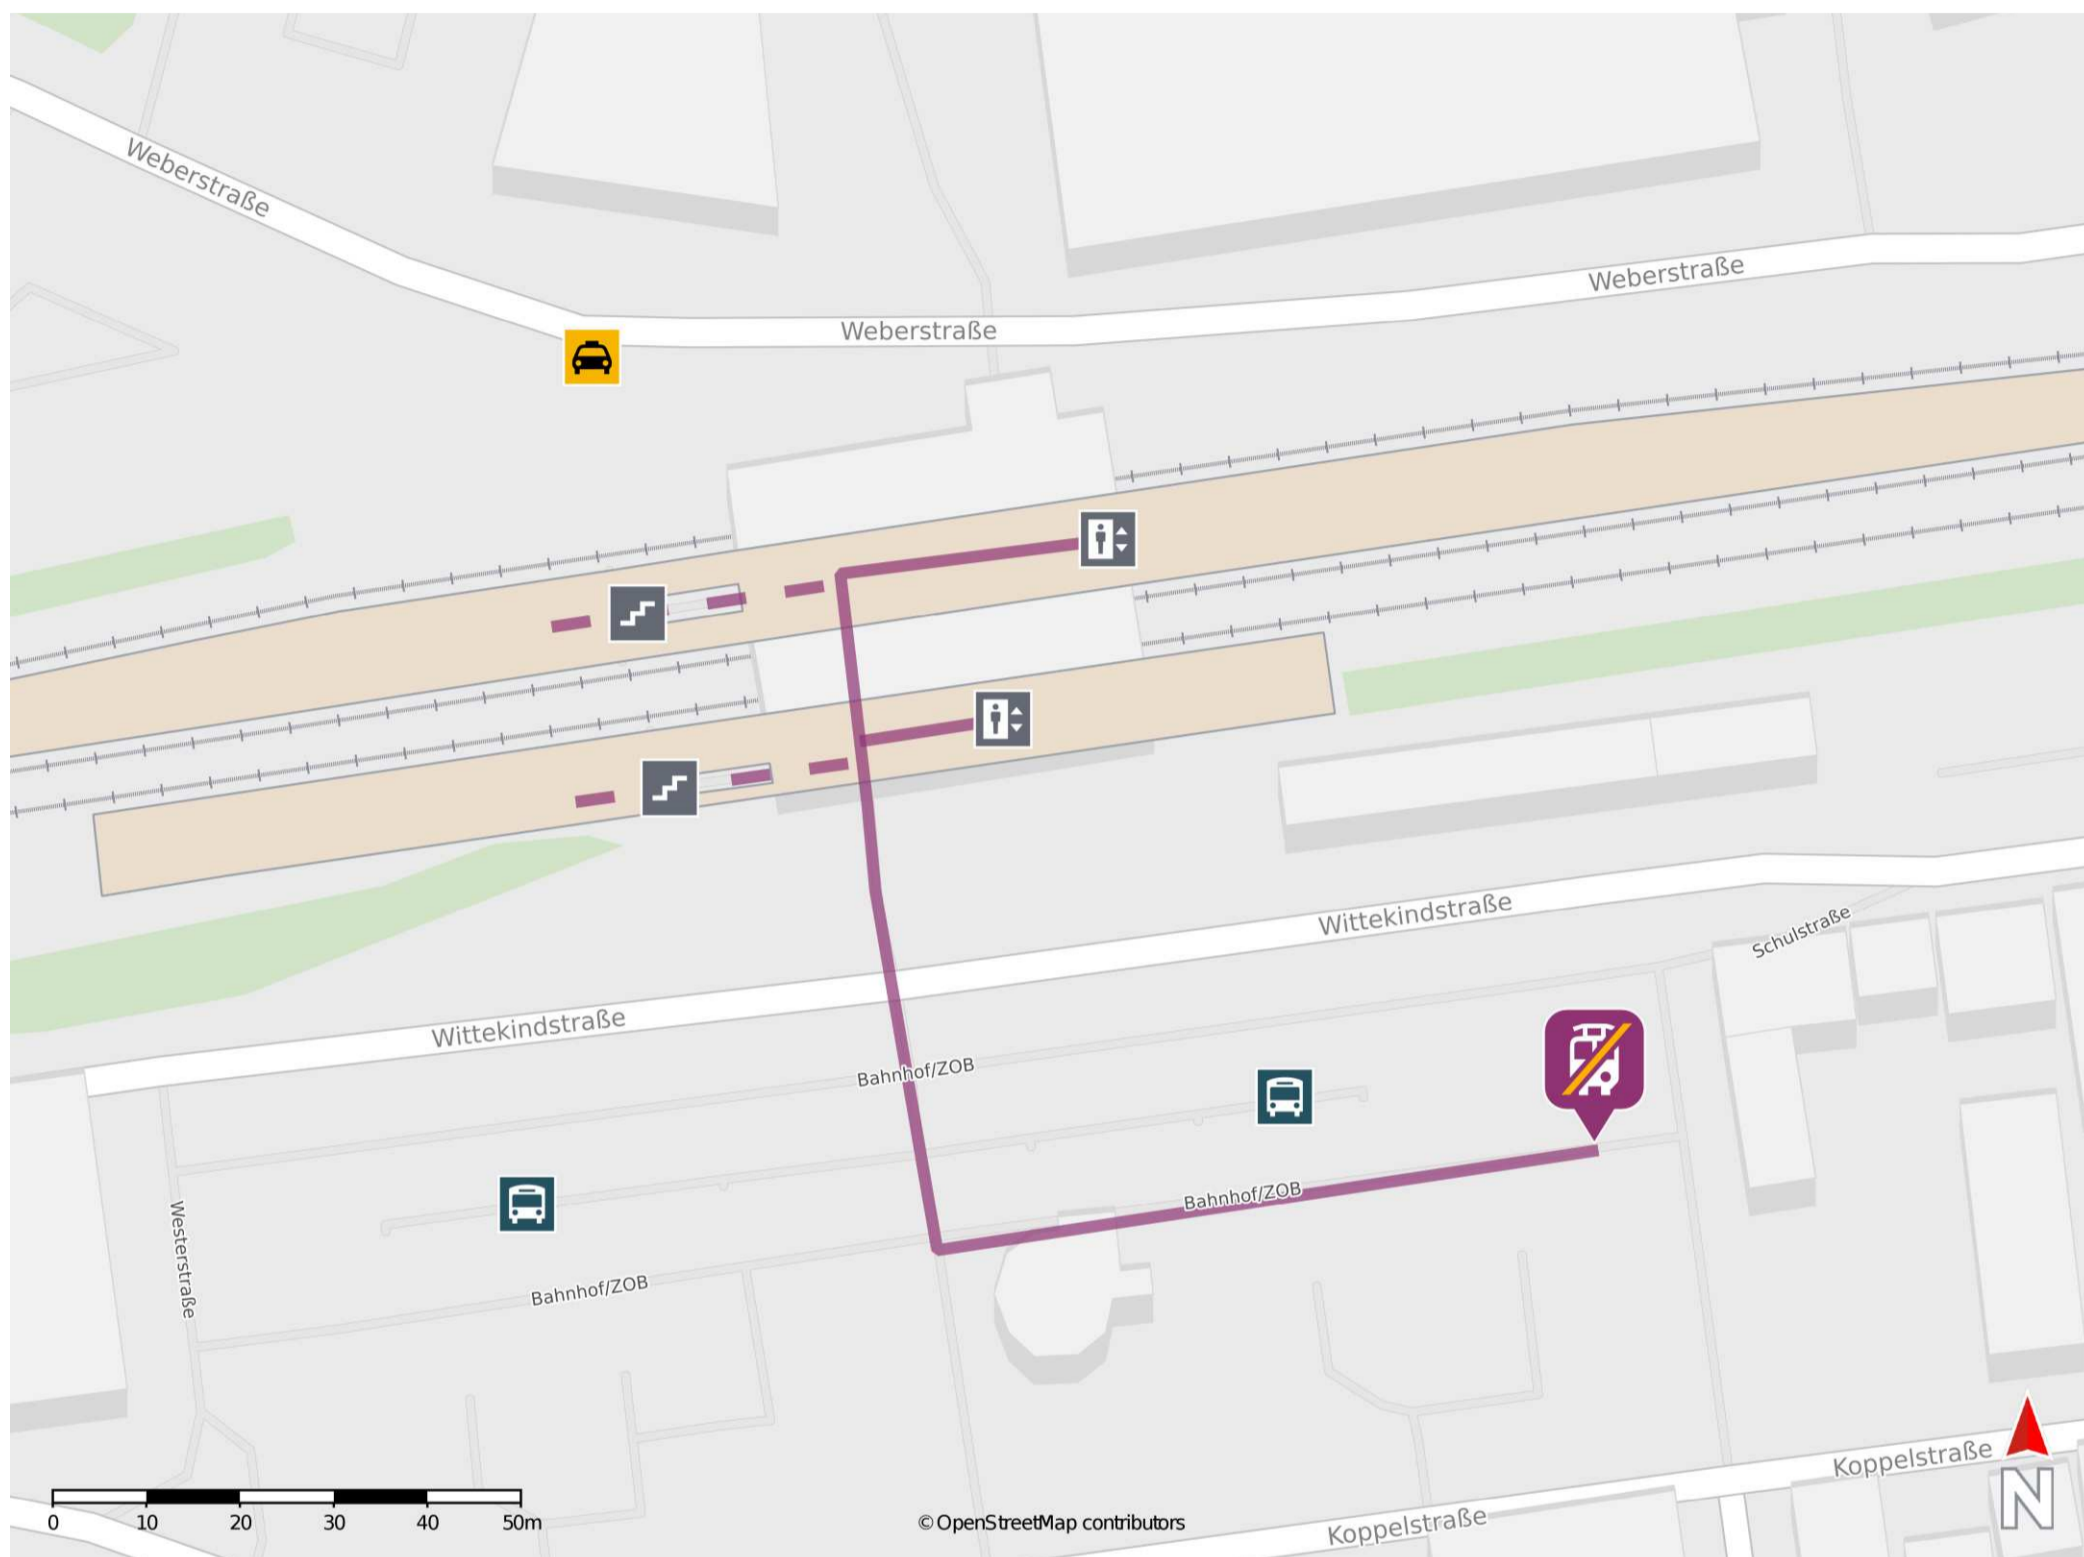 Weberstraße
Weberstraße
Weberstraße
Wittekindstraße
Schulstraße
Wittekindstraße
Bahnhof/ZOB
Bahnhof/ZOB
Westerstraße
Bahnhof/ZOB
Koppelstraße
Koppelstraße
N
0 10 20 30 40 50m
© OpenStreetMap contributors